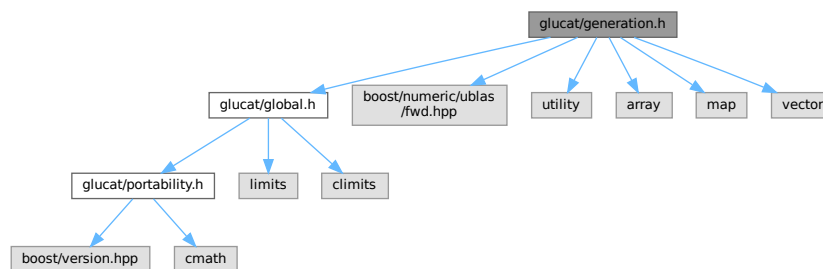 glucat/generation.h
glucat/global.h
boost/numeric/ublas
/fwd.hpp
utility
array
map
vector
glucat/portability.h
limits
climits
boost/version.hpp
cmath